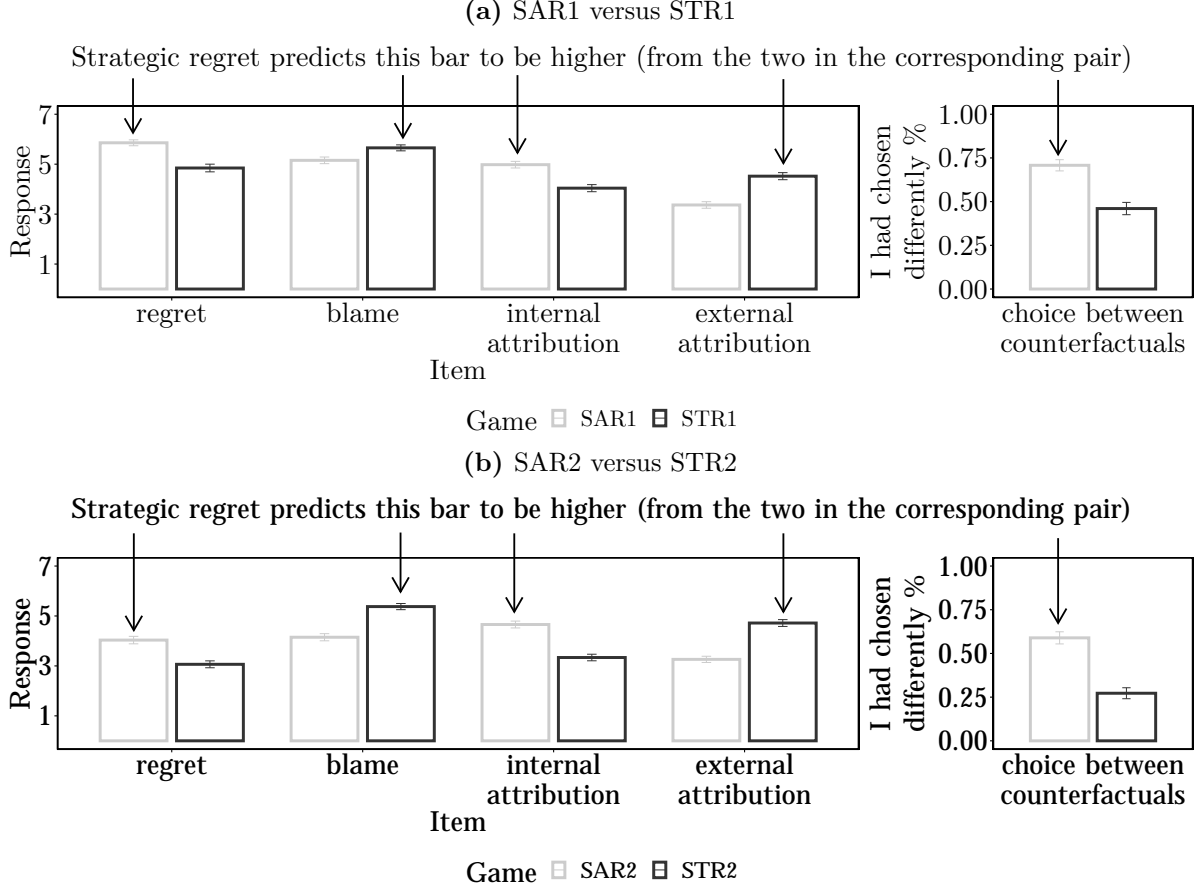 (a) SAR1 versus STR1
Strategic regret predicts this bar to be higher (from the two in the corresponding pair)
Response
7
5
3
1
regret
blame
internal
attribution
external
attribution
Item
I had chosen
differently %
1.00
0.75
0.50
0.25
0.00
choice between
counterfactuals
Game SAR1 STR1
(b) SAR2 versus STR2
Strategic regret predicts this bar to be higher (from the two in the corresponding pair)
Response
7
5
3
1
regret
blame
internal
attribution
external
attribution
Item
I had chosen
differently %
1.00
0.75
0.50
0.25
0.00
choice between
counterfactuals
Game SAR2 STR2